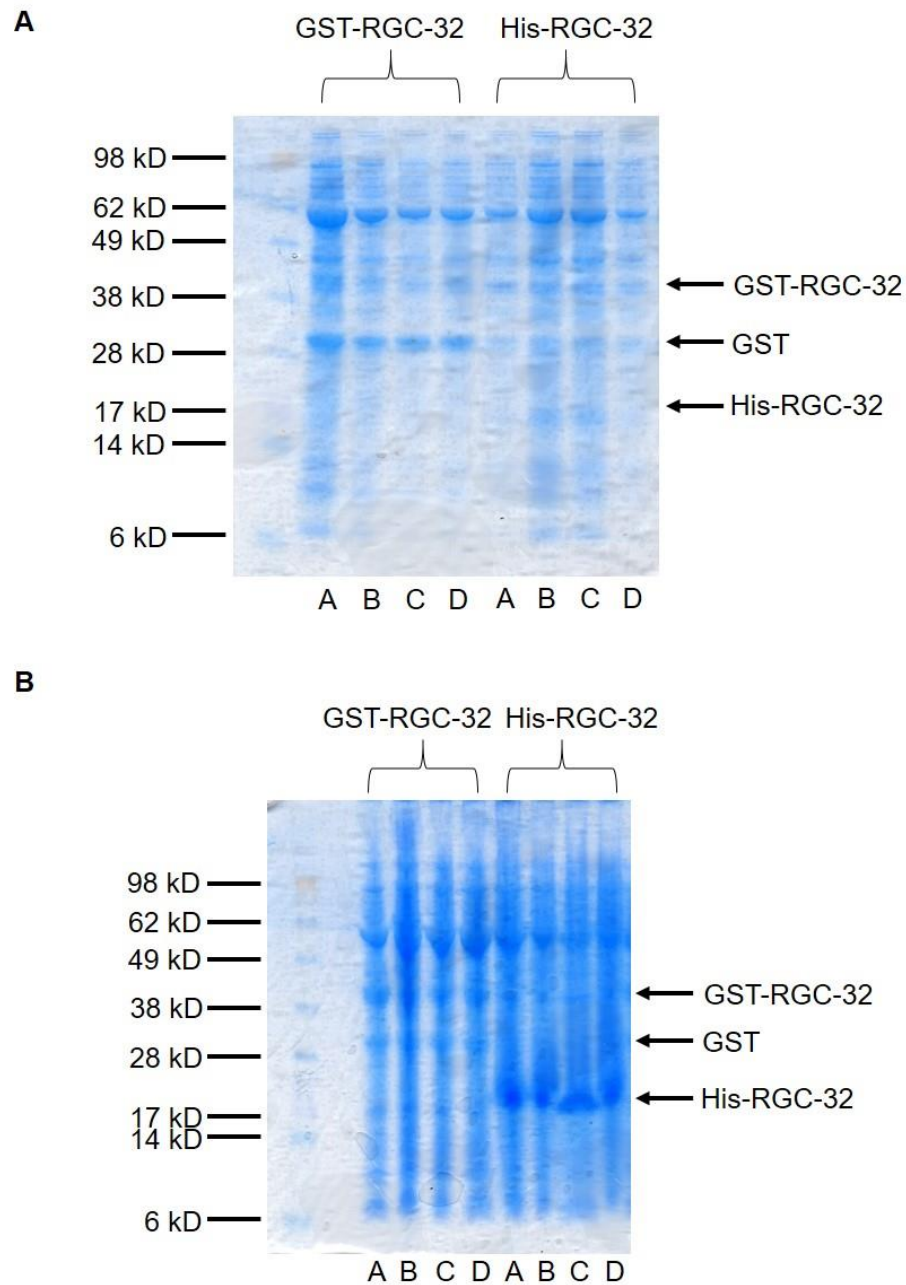 A
GST-RGC-32 His-RGC-32
98 kD
62 kD
49 kD
38 kD
28 kD
17 kD
14 kD
6 kD
GST-RGC-32
GST
His-RGC-32
A B C D A B C D
B
GST-RGC-32 His-RGC-32
98 kD
62 kD
49 kD
38 kD
28 kD
17 kD
14 kD
6 kD
GST-RGC-32
GST
His-RGC-32
A B C D A B C D